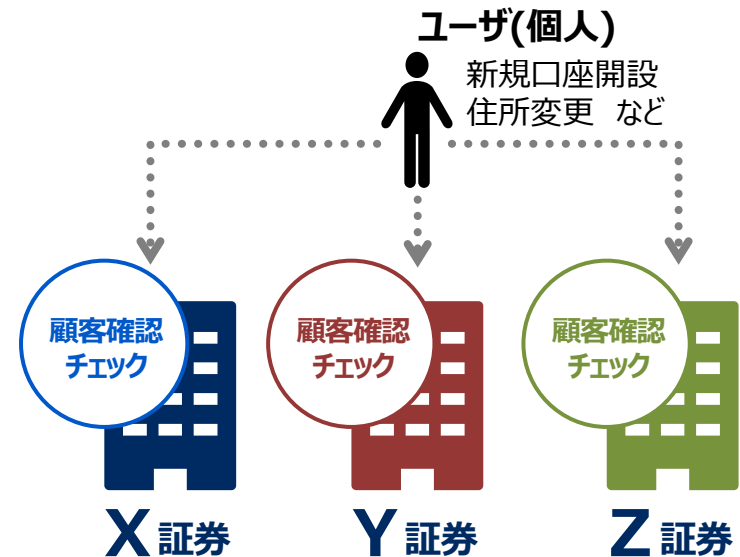 ユーザ(個人)
新規口座開設
住所変更 など
顧客確認
チェック
顧客確認
チェック
顧客確認
チェック
X 証券
Y 証券
Z 証券